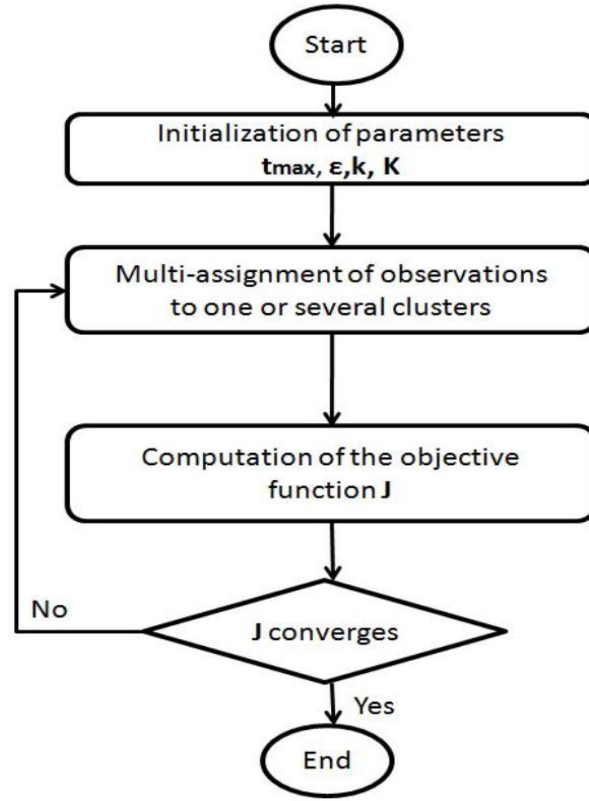 Start
Initialization of parameters
tmax, ε,k, K
Multi-assignment of observations
to one or several clusters
Computation of the objective
function J
No
J converges
Yes
End